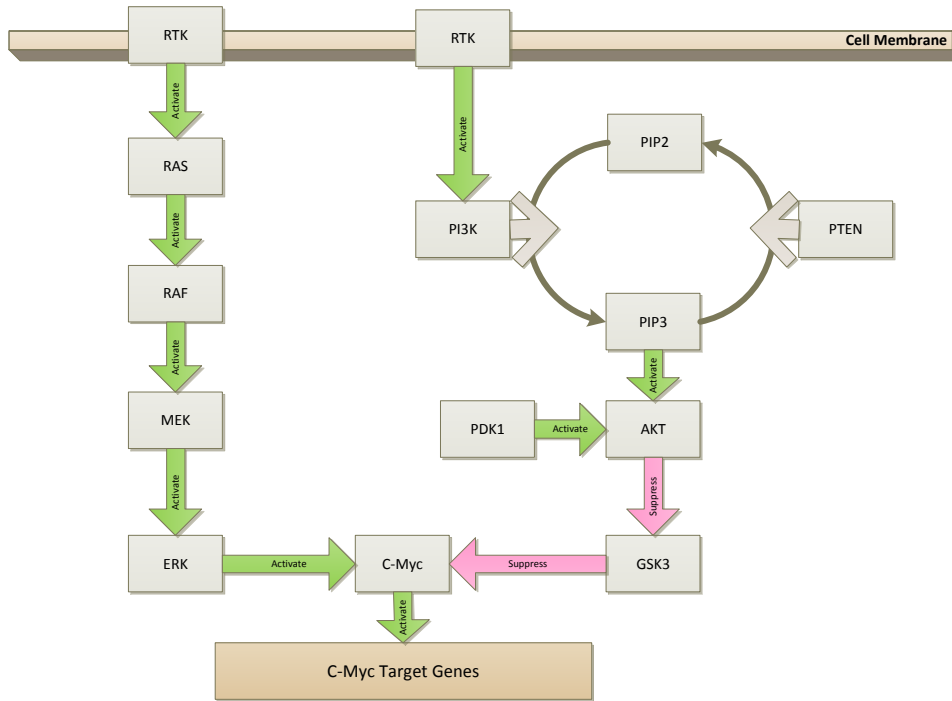 RTK
RTK
Cell Membrane
Activate
Activate
PIP2
RAS
PI3K
PTEN
Activate
RAF
PIP3
Activate
Activate
MEK
PDK1
Activate
AKT
Activate
Suppress
ERK
Activate
C-Myc
Suppress
GSK3
Activate
C-Myc Target Genes